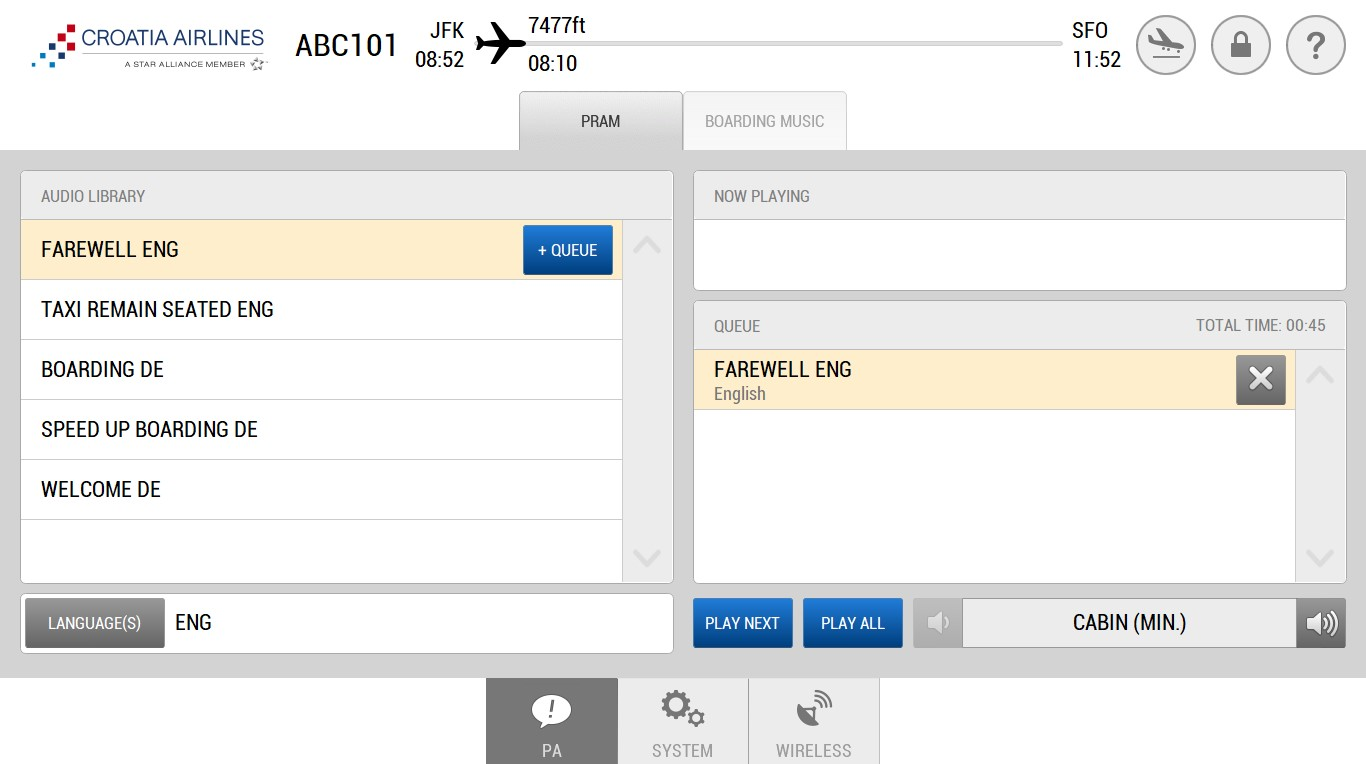 CROATIA AIRLINES
A STAR ALLIANCE MEMBER
ABC101
JFK
08:52
7477ft
08:10
SFO
11:52
?
PRAM
BOARDING MUSIC
AUDIO LIBRARY
FAREWELL ENG
+ QUEUE
TAXI REMAIN SEATED ENG
BOARDING DE
SPEED UP BOARDING DE
WELCOME DE
LANGUAGE(S)
ENG
NOW PLAYING
QUEUE
TOTAL TIME: 00:45
FAREWELL ENG
English
PLAY NEXT
PLAY ALL
CABIN (MIN.)
!
PA
SYSTEM
WIRELESS